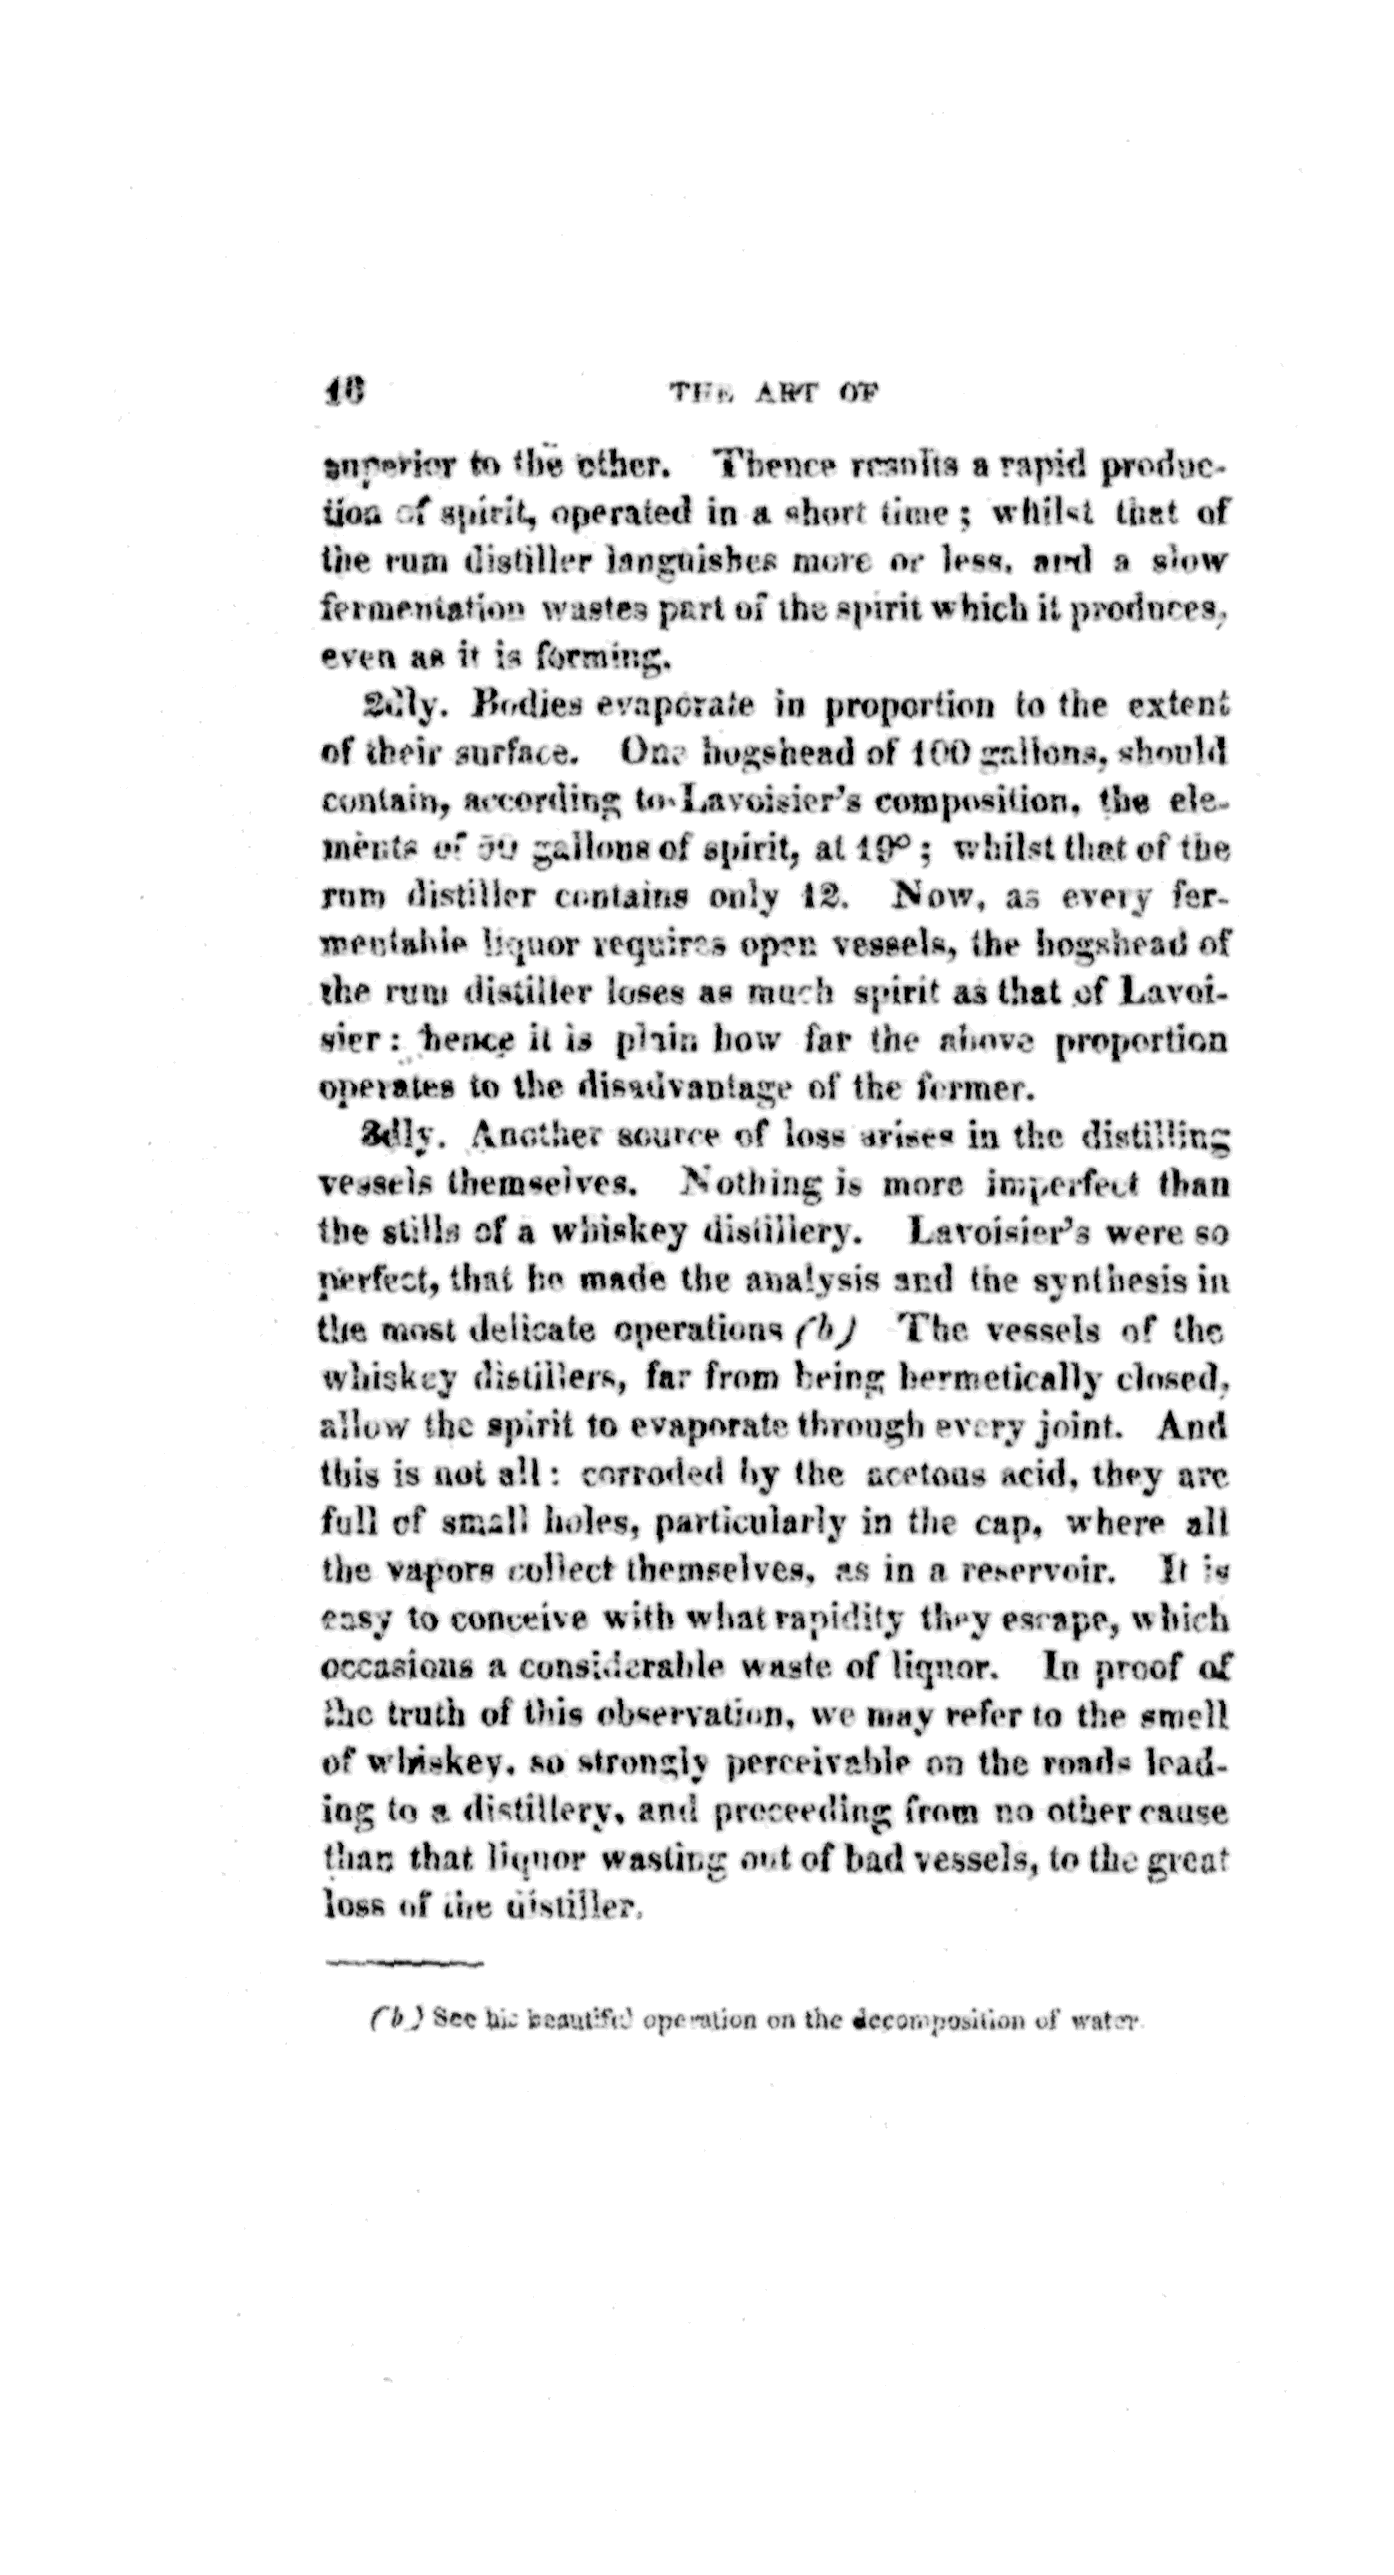 16 THE ART OF
superior to the other. Thence results a rapid produc-
tion of spirit, operated in a short time; whilst that of
the rum distiller languishes more or less, and a slow
fermentation wastes part of the spirit which it produces,
even as it is forming.
2dly. Bodies evaporate in proportion to the extent
of their surface. One hogshead of 100 gallons, should
contain, according to Lavoisier's composition, the ele-
ments of 50 gallons of spirit, at 19°; whilst that of the
rum distiller contains only 12. Now, as every fer-
mentable liquor requires open vessels, the hogshead of
the rum distiller loses as much spirit as that of Lavoi-
sier: hence it is plain how far the above proportion
operates to the disadvantage of the former.
3dly. Another source of loss arises in the distilling
vessels themselves. Nothing is more imperfect than
the stills of a whiskey distillery. Lavoisier's were so
perfect, that he made the analysis and the synthesis in
the most delicate operations (b) The vessels of the
whiskey distillers, far from being hermetically closed,
allow the spirit to evaporate through every joint. And
this is not all: corroded by the acetous acid, they are
full of small holes, particularly in the cap, where all
the vapors collect themselves, as in a reservoir. It is
easy to conceive with what rapidity they escape, which
occasions a considerable waste of liquor. In proof of
the truth of this observation, we may refer to the smell
of whiskey, so strongly perceivable on the roads lead-
ing to a distillery, and proceeding from no other cause
than that liquor wasting out of bad vessels, to the great
loss of the distiller.
(b) See his beautiful operation on the decomposition of water.